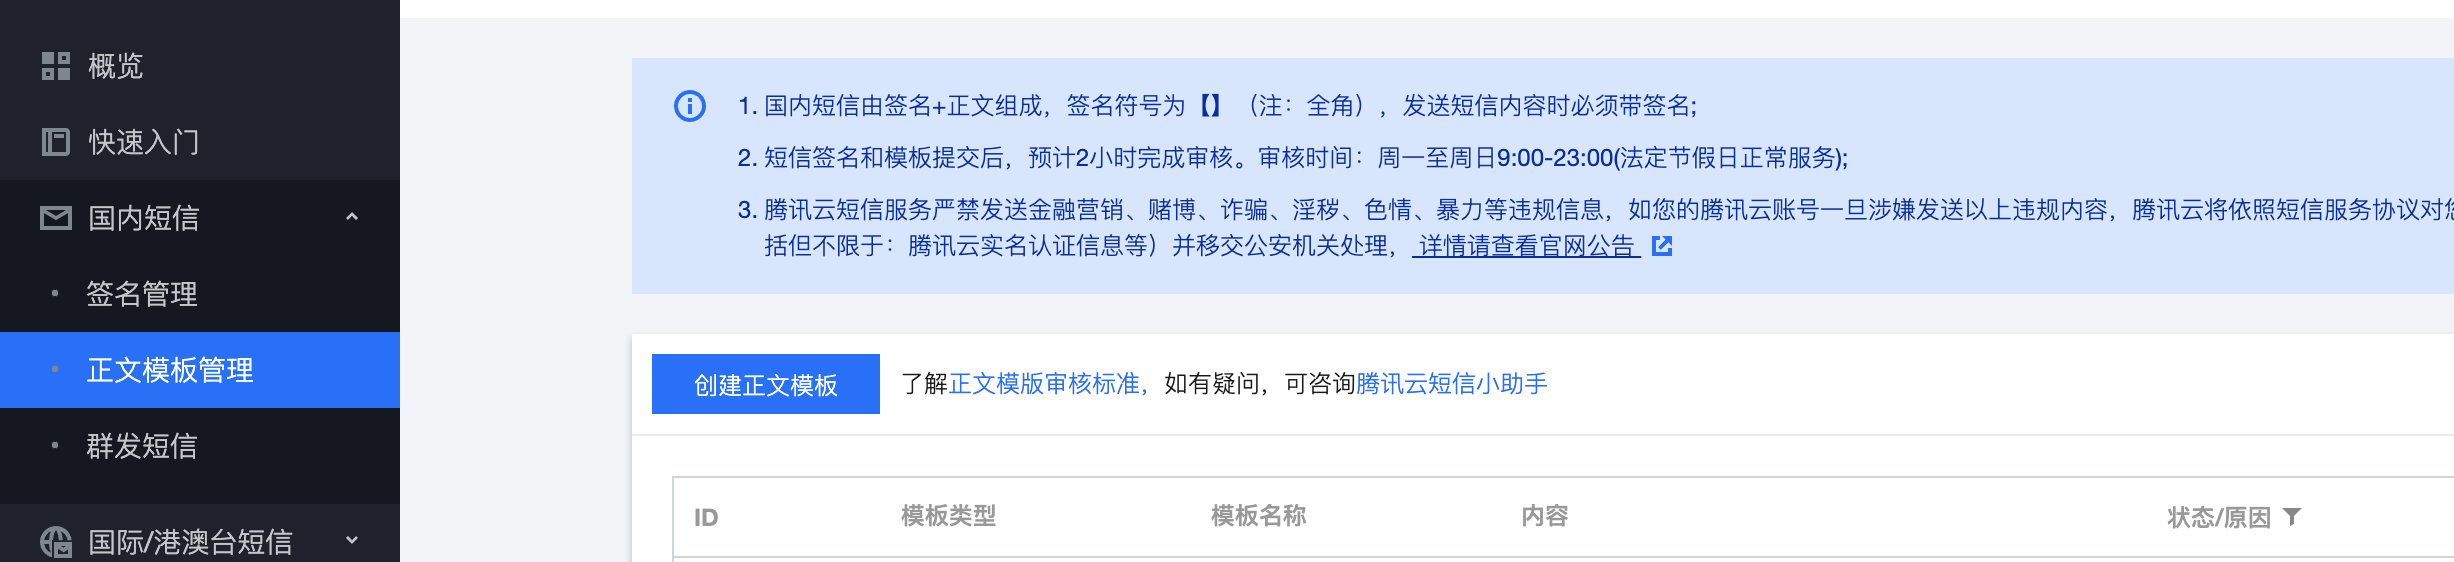 概览
快速入门
国内短信
签名管理
正文模板管理
群发短信
国际/港澳台短信
1. 国内短信由签名+正文组成，签名符号为【】（注：全角），发送短信内容时必须带签名;
2. 短信签名和模板提交后，预计2小时完成审核。审核时间：周一至周日9:00-23:00(法定节假日正常服务);
3. 腾讯云短信服务严禁发送金融营销、赌博、诈骗、淫秽、色情、暴力等违规信息，如您的腾讯云账号一旦涉嫌发送以上违规内容，腾讯云将依照短信服务协议对
括但不限于：腾讯云实名认证信息等）并移交公安机关处理，详情请查看官网公告
创建正文模板 了解正文模版审核标准，如有疑问，可咨询腾讯云短信小助手
ID 模板类型 模板名称 内容 状态/原因